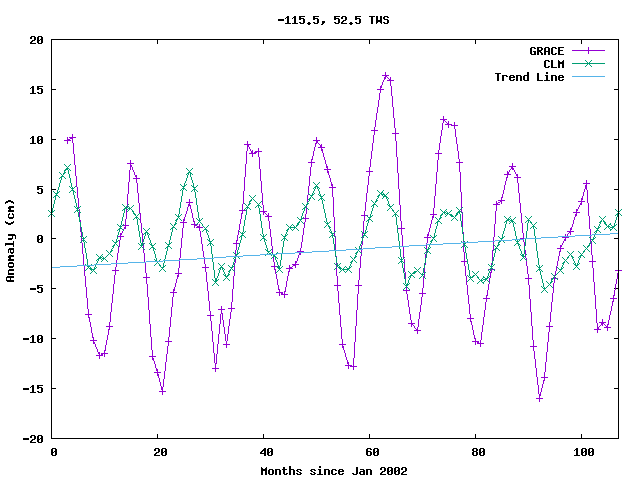 -115.5, 52.5 TWS
20
15
10
5
0
-5
-10
-15
-20
Anomaly (cm)
GRACE
CLM
Trend Line
0 20 40 60 80 100
Months since Jan 2002